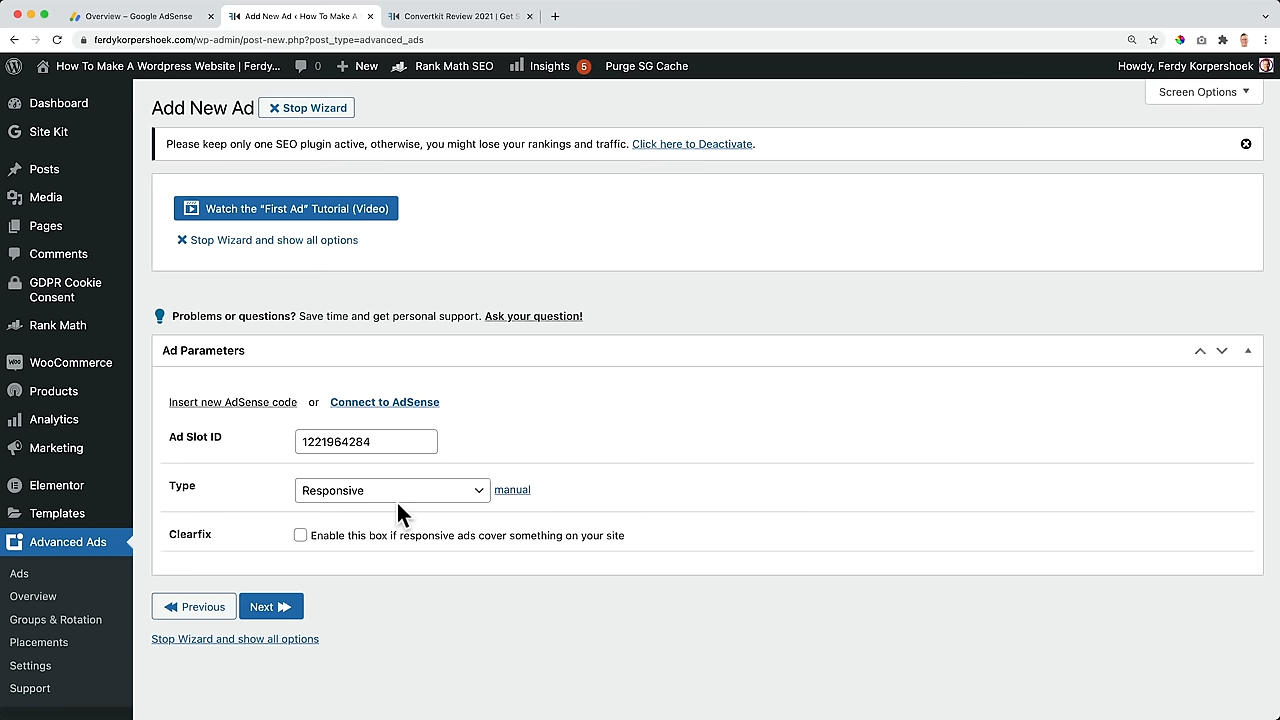 Overview – Google AdSense
Add New Ad ‹ How To Make A
Convertkit Review 2021 | Get S
ferdykorpershoek.com/wp-admin/post-new.php?post_type=advanced_ads
How To Make A Wordpress Website | Ferdy...
0
New
Rank Math SEO
Insights
5
Purge SG Cache
Howdy, Ferdy Korpershoek
Dashboard
Site Kit
Posts
Media
Pages
Comments
GDPR Cookie
Consent
Rank Math
WooCommerce
Products
Analytics
Marketing
Elementor
Templates
Advanced Ads
Ads
Overview
Groups & Rotation
Placements
Settings
Support
Screen Options
Add New Ad
Stop Wizard
Please keep only one SEO plugin active, otherwise, you might lose your rankings and traffic. Click here to Deactivate.
Watch the “First Ad” Tutorial (Video)
Stop Wizard and show all options
Problems or questions? Save time and get personal support. Ask your question!
Ad Parameters
Insert new AdSense code or Connect to AdSense
Ad Slot ID
1221964284
Type
Responsive
manual
Clearfix
Enable this box if responsive ads cover something on your site
Previous
Next
Stop Wizard and show all options